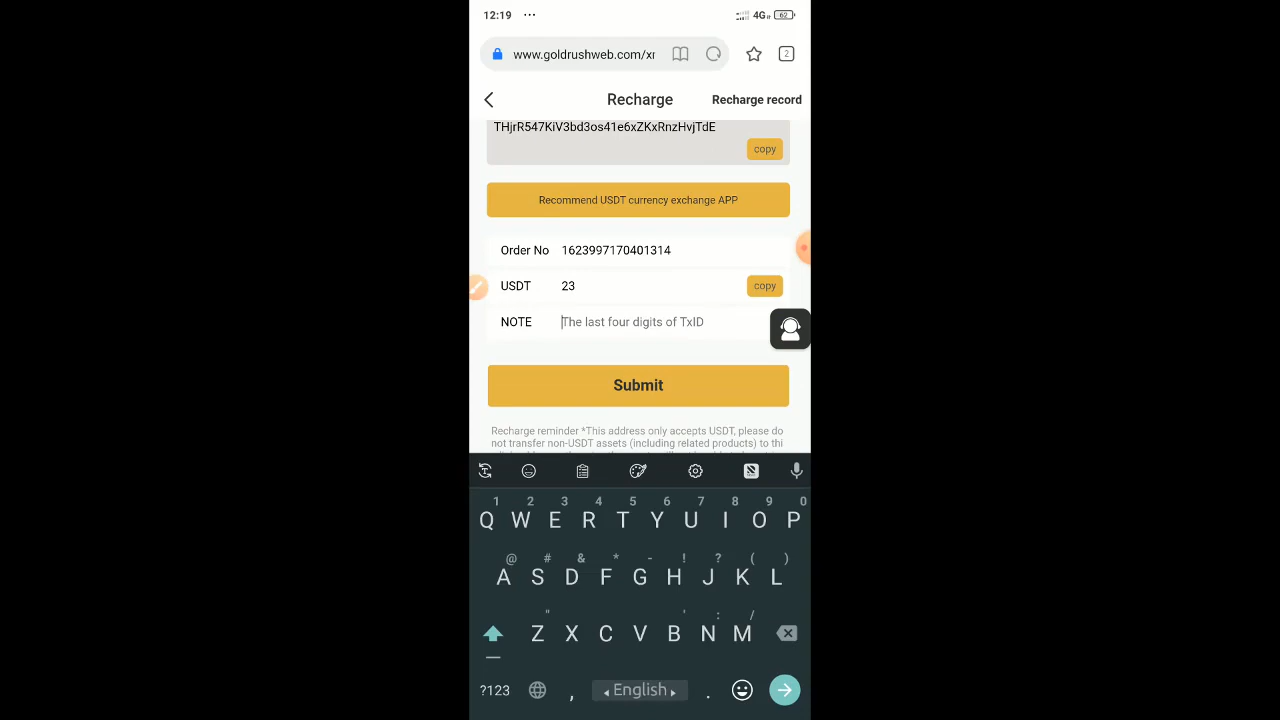 12:19 ... 4G 62
www.goldrushweb.com/xr 2
Recharge Recharge record
THjrR547KiV3bd3os41e6xZKxRnzHvjTdE
copy
Recommend USDT currency exchange APP
Order No 1623997170401314
USDT 23 copy
NOTE The last four digits of TxID
Submit
Recharge reminder *This address only accepts USDT, please do
not transfer non-USDT assets (including related products) to thi
1 2 3 4 5 6 7 8 9 0
Q W E R T Y U I O P
@ # & * - ! ? ( )
A S D F G H J K L
" ' : /
Z X C V B N M
?123 , English .